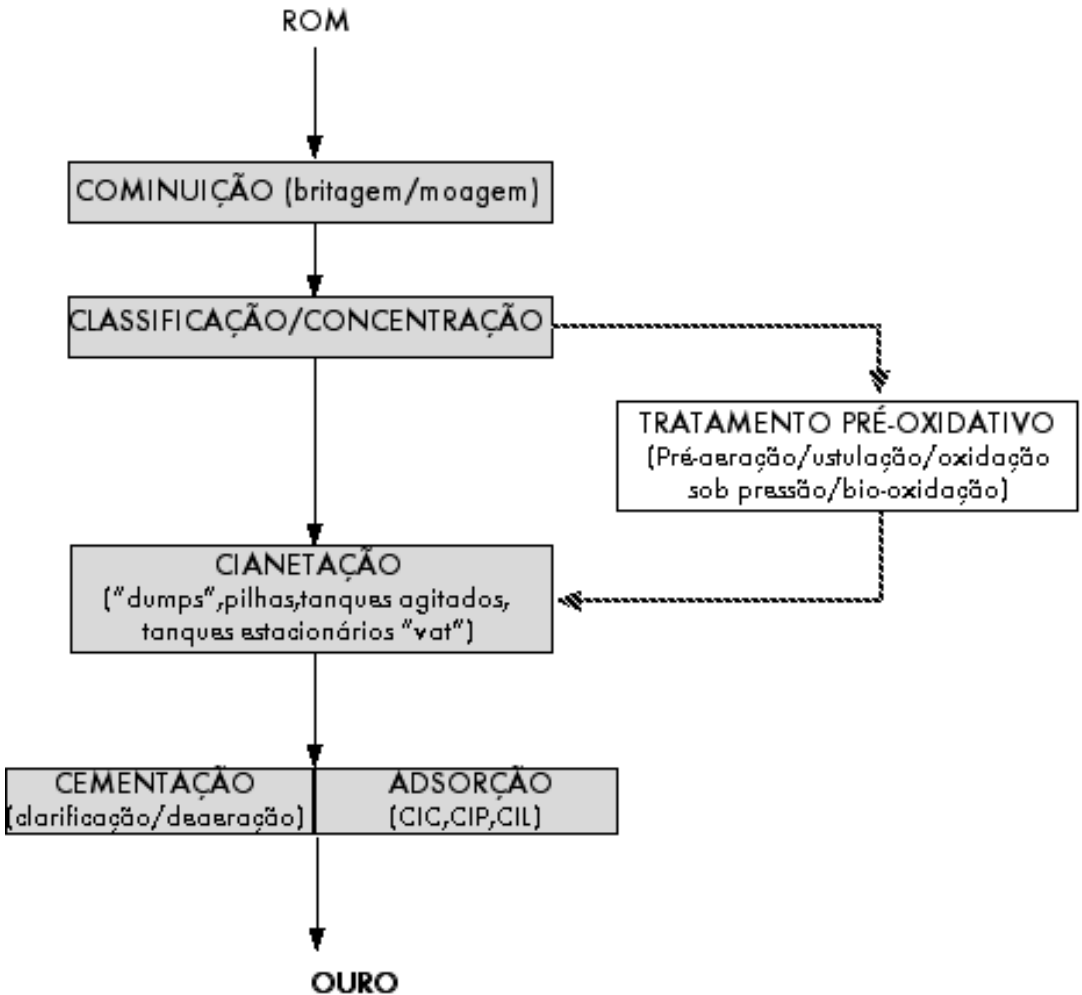 ROM
COMINUIÇÃO (britagem/moagem)
CLASSIFICAÇÃO/CONCENTRAÇÃO
TRATAMENTO PRÉ-OXIDATIVO
(Pré-aeração/ustulação/oxidação
sob pressão/bio-oxidação)
CIANETAÇÃO
("dumps",pilhas,tanques agitados,
tanques estacionários "vat")
CEMENTAÇÃO
(clarificação/deaeração)
ADSORÇÃO
(CIC,CIP,CIL)
OURO